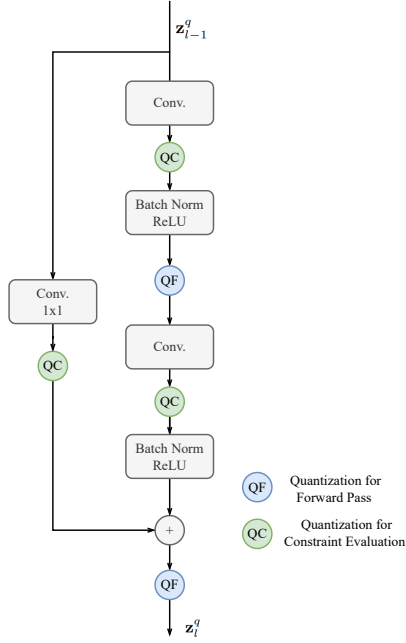 z^q_{l-1}
Conv.
QC
Batch Norm
ReLU
QF
Conv.
1x1
QC
Conv.
QC
Batch Norm
ReLU
+
QF
z^q_l
QF
Quantization for
Forward Pass
QC
Quantization for
Constraint Evaluation